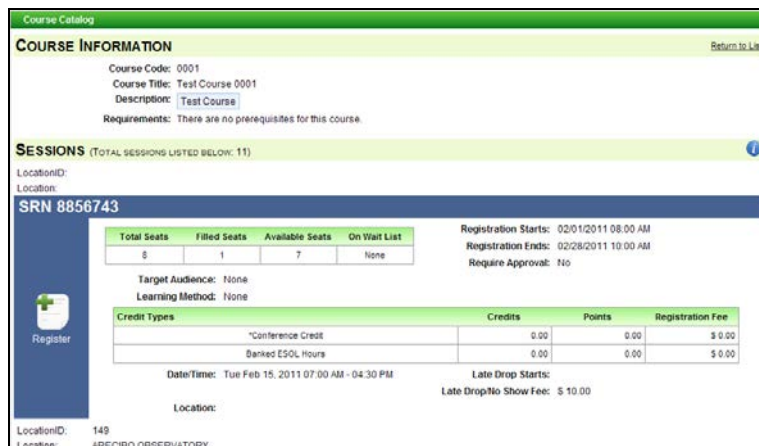 Course Catalog
COURSE INFORMATION
Return to Lis
Course Code: 0001
Course Title: Test Course 0001
Description: Test Course
Requirements: There are no prerequisites for this course.
SESSIONS (TOTAL SESSIONS LISTED BELOW: 11)
LocationID:
Location:
SRN 8856743
Register
Total Seats Filled Seats Available Seats On Wait List
8 1 7 None
Registration Starts: 02/01/2011 08:00 AM
Registration Ends: 02/28/2011 10:00 AM
Require Approval: No
Target Audience: None
Learning Method: None
Credit Types Credits Points Registration Fee
*Conference Credit 0.00 0.00 $ 0.00
Banked ESOL Hours 0.00 0.00 $ 0.00
Date/Time: Tue Feb 15, 2011 07:00 AM - 04:30 PM
Late Drop Starts:
Late Drop/No Show Fee: $ 10.00
Location:
LocationID: 149
Location: ARECIBO OBSERVATORY